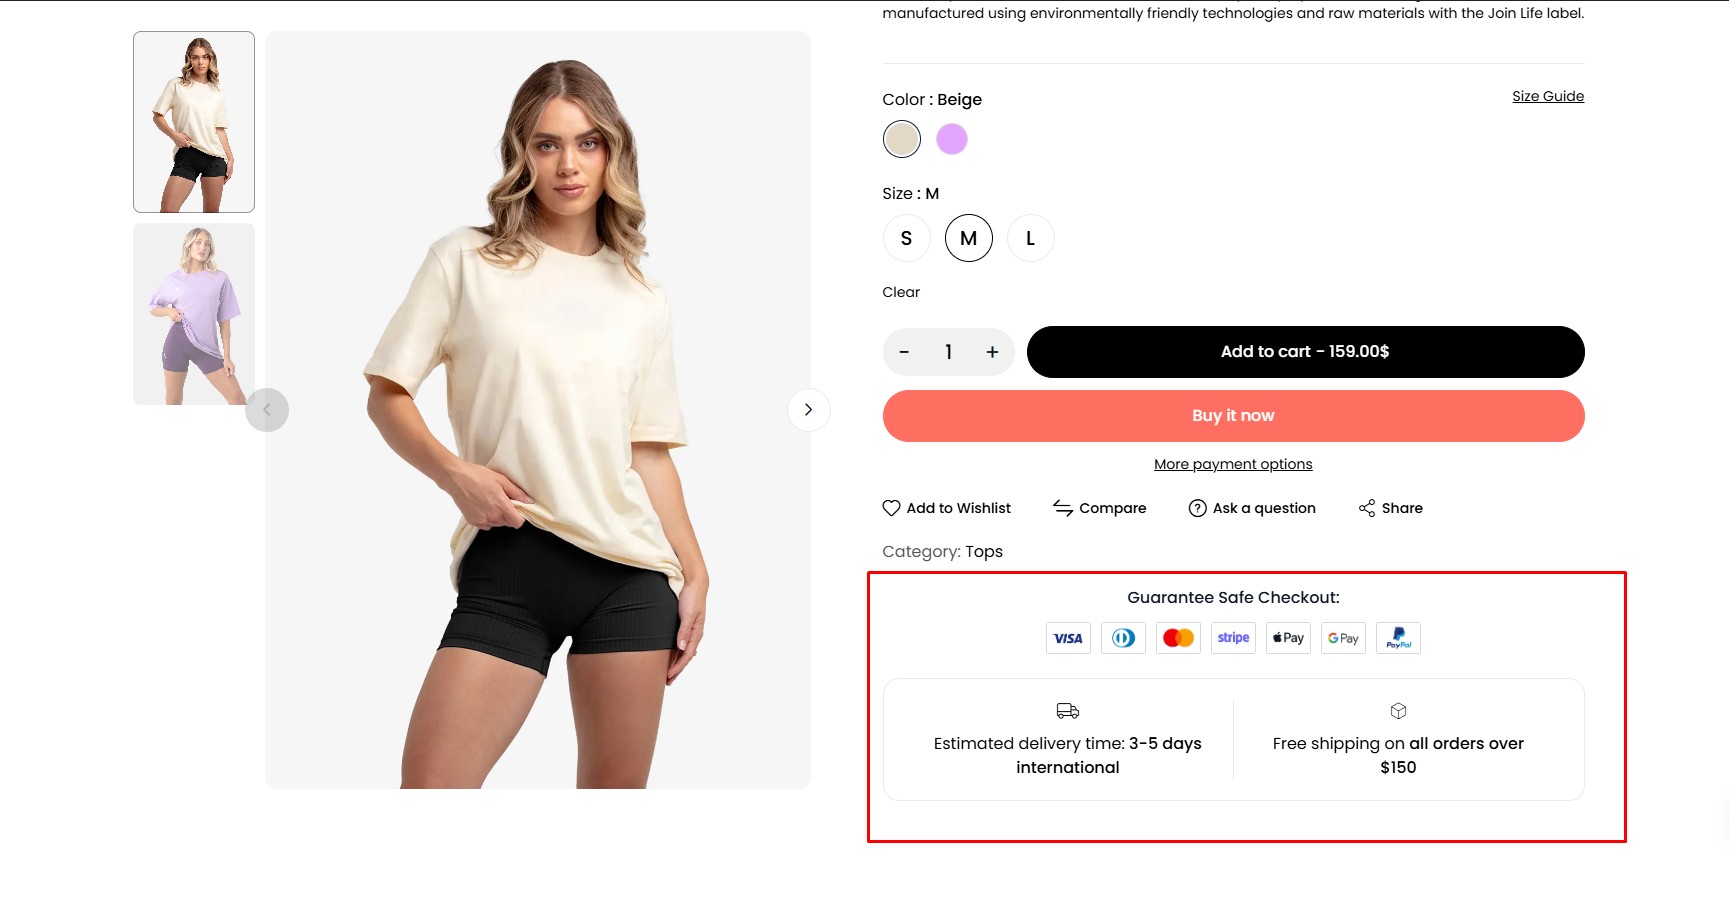 manufactured using environmentally friendly technologies and raw materials with the Join Life label.
Color : Beige
Size Guide
Size : M
S
M
L
Clear
- 1 +
Add to cart - 159.00$
Buy it now
More payment options
Add to Wishlist
Compare
Ask a question
Share
Category: Tops
Guarantee Safe Checkout:
VISA
stripe
Pay
G Pay
PayPal
Estimated delivery time: 3-5 days
international
Free shipping on all orders over
$150